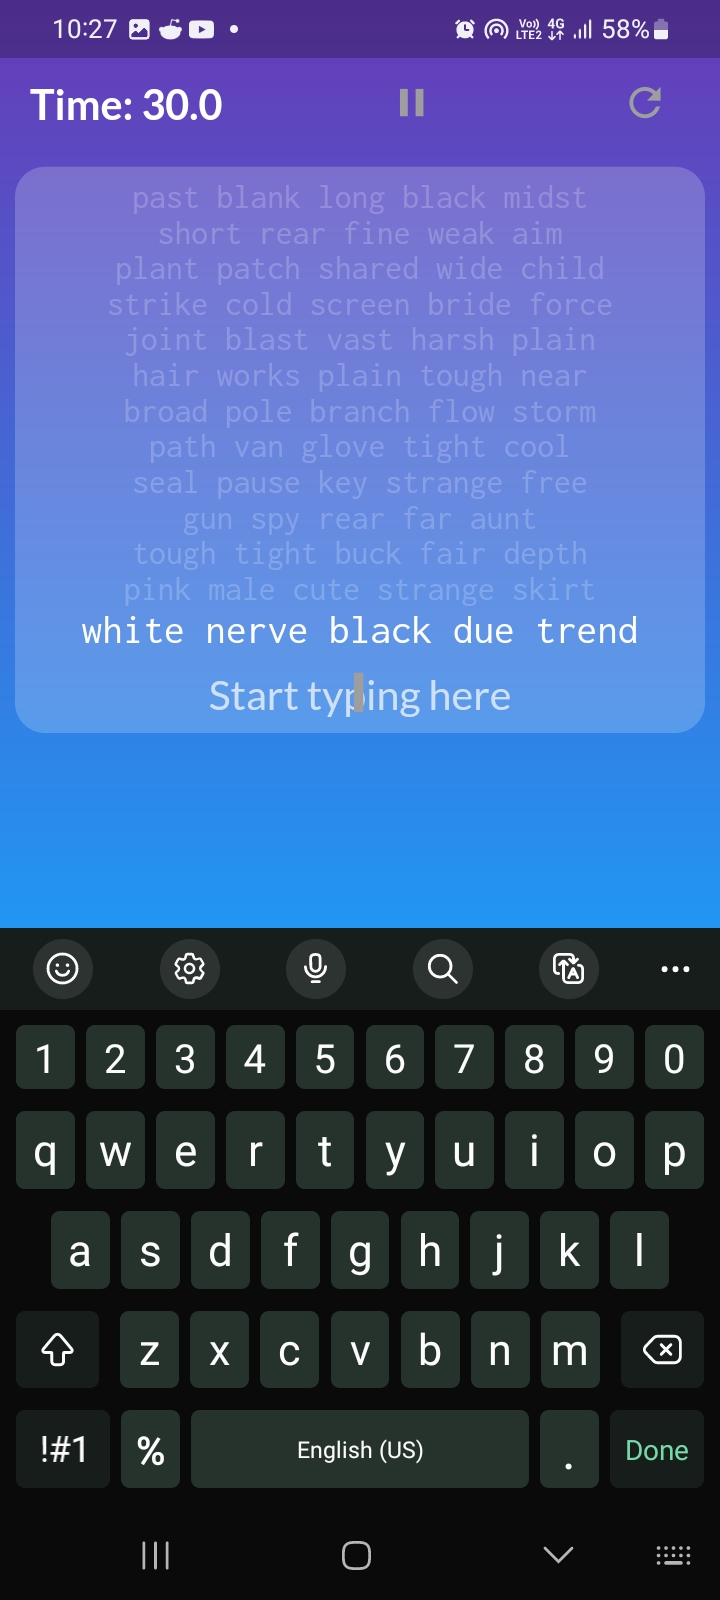 10:27 Vo)) LTE2 4G 58%
Time: 30.0
past blank long black midst
short rear fine weak aim
plant patch shared wide child
strike cold screen bride force
joint blast vast harsh plain
hair works plain tough near
broad pole branch flow storm
path van glove tight cool
seal pause key strange free
gun spy rear far aunt
tough tight buck fair depth
pink male cute strange skirt
white nerve black due trend
Start typing here
1 2 3 4 5 6 7 8 9 0
q w e r t y u i o p
a s d f g h j k l
z x c v b n m
!#1 % English (US) . Done